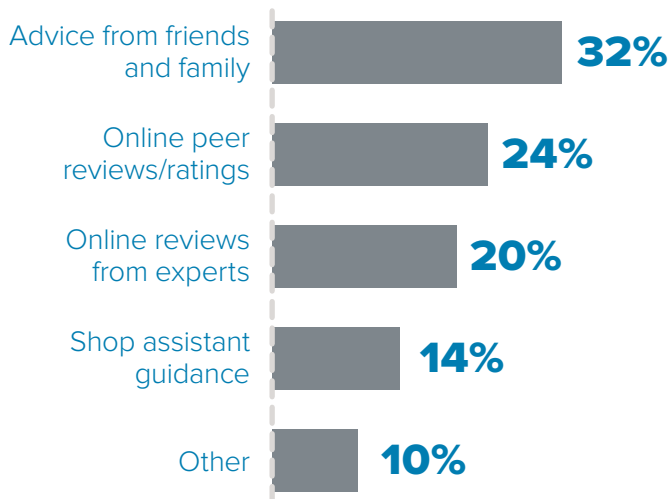 Advice from friends
and family
32%
Online peer
reviews/ratings
24%
Online reviews
from experts
20%
Shop assistant
guidance
14%
Other
10%